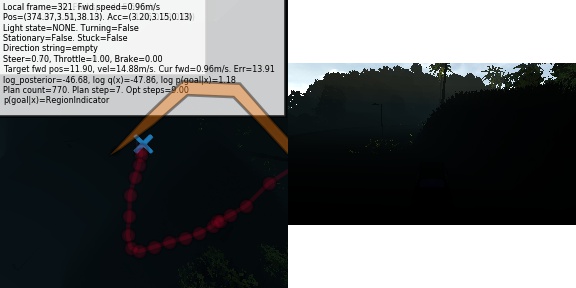 Local frame=321: Fwd speed=0.96m/s
Pos=(374.37,3.51,38.13). Acc=(3.20,3.15,0.13)
Light state=NONE. Turning=False
Stationary=False. Stuck=False
Direction string=empty
Steer=0.70, Throttle=1.00, Brake=0.00
Target fwd pos=11.90, vel=14.88m/s. Cur fwd=0.96m/s. Err=13.91
log_posterior=-46.68, log q(x)=-47.86, log p(goal|x)=1.18
Plan count=770. Plan step=7. Opt steps=9.00
p(goal|x)=RegionIndicator